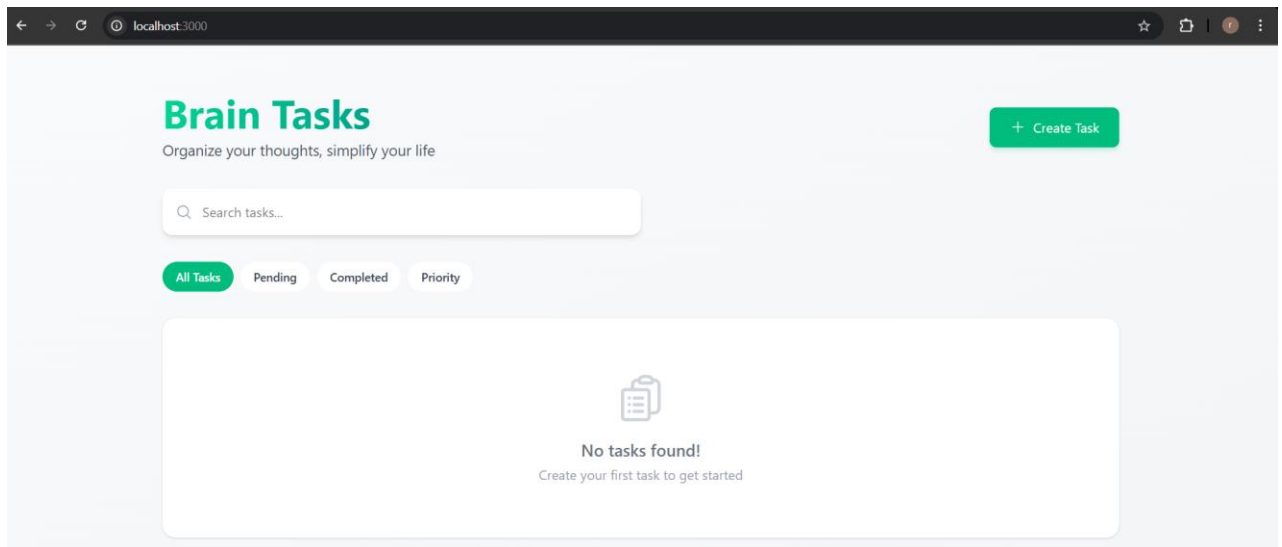 localhost:3000
r
Brain Tasks
+ Create Task
Organize your thoughts, simplify your life
Search tasks...
All Tasks Pending Completed Priority
No tasks found!
Create your first task to get started